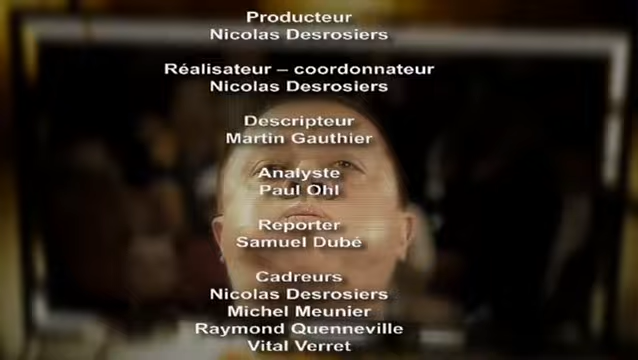 Producteur
Nicolas Desrosiers
Réalisateur – coordonnateur
Nicolas Desrosiers
Descripteur
Martin Gauthier
Analyste
Paul Ohl
Reporter
Samuel Dubé
Cadreurs
Nicolas Desrosiers
Michel Meunier
Raymond Quenneville
Vital Verret